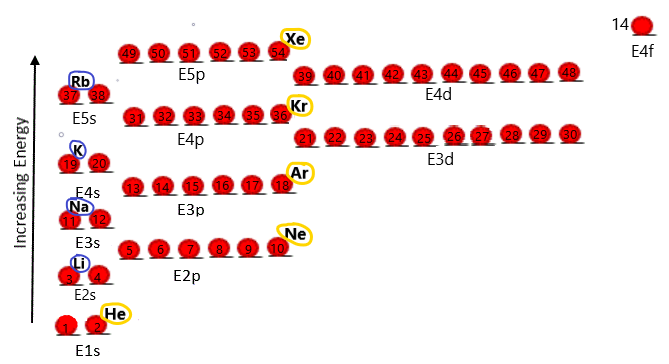 14
E4f
Xe
49 50 51 52 53 54
E5p
39 40 41 42 43 44 45 46 47 48
E4d
Rb
37 38
E5s
Kr
31 32 33 34 35 36
E4p
21 22 23 24 25 26 27 28 29 30
E3d
K
19 20
E4s
Ar
13 14 15 16 17 18
E3p
Na
11 12
E3s
Ne
5 6 7 8 9 10
E2p
Li
3 4
E2s
He
1 2
E1s
Increasing Energy